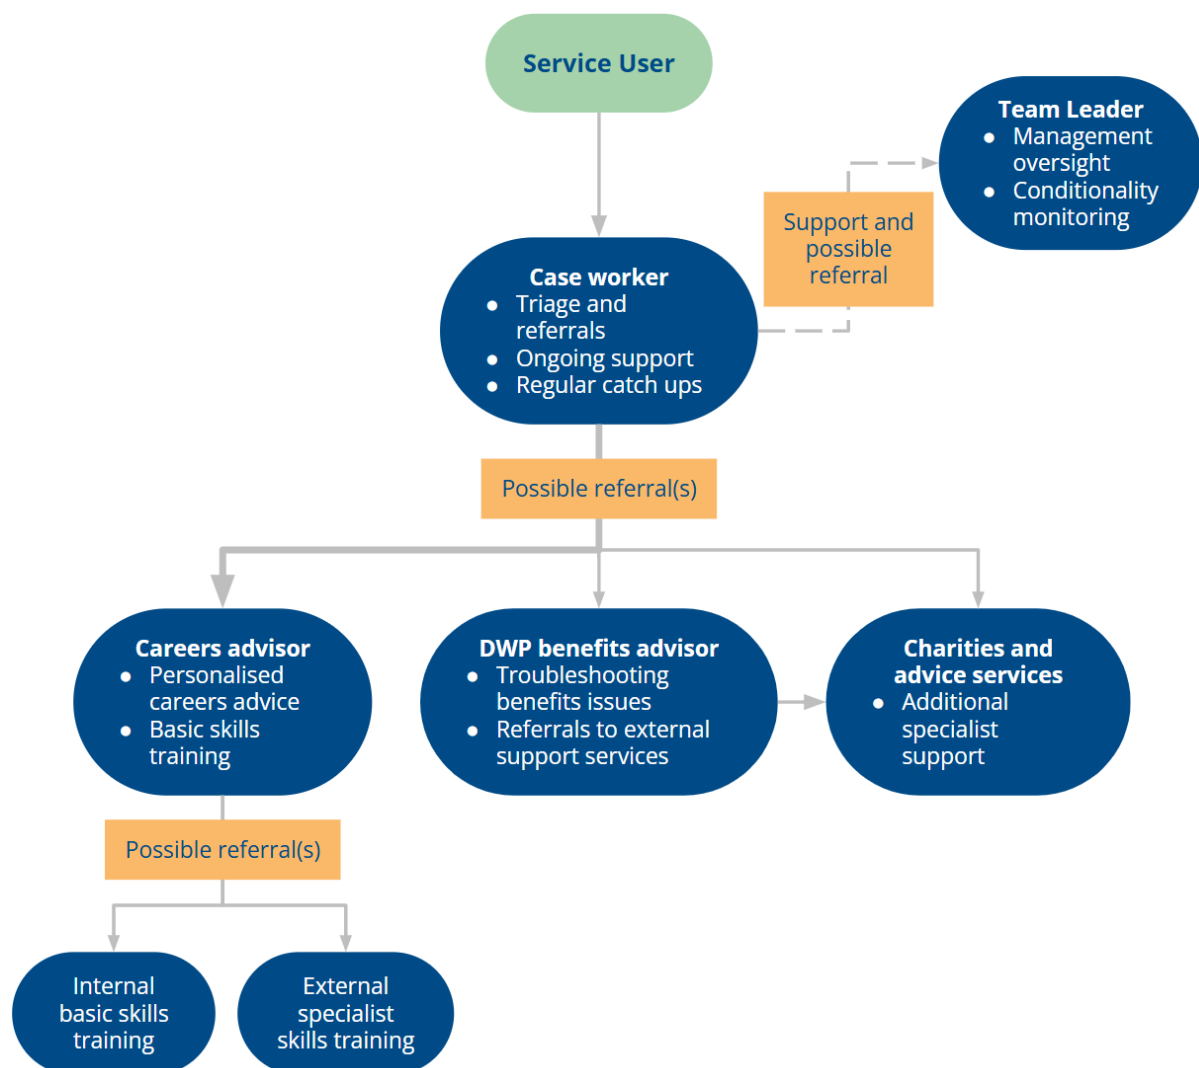 Service User
Team Leader
● Management
oversight
● Conditionality
monitoring
Support and
possible
referral
Case worker
● Triage and
referrals
● Ongoing support
● Regular catch ups
Possible referral(s)
Careers advisor
● Personalised
careers advice
● Basic skills
training
DWP benefits advisor
● Troubleshooting
benefits issues
● Referrals to external
support services
Charities and
advice services
● Additional
specialist
support
Possible referral(s)
Internal
basic skills
training
External
specialist
skills training